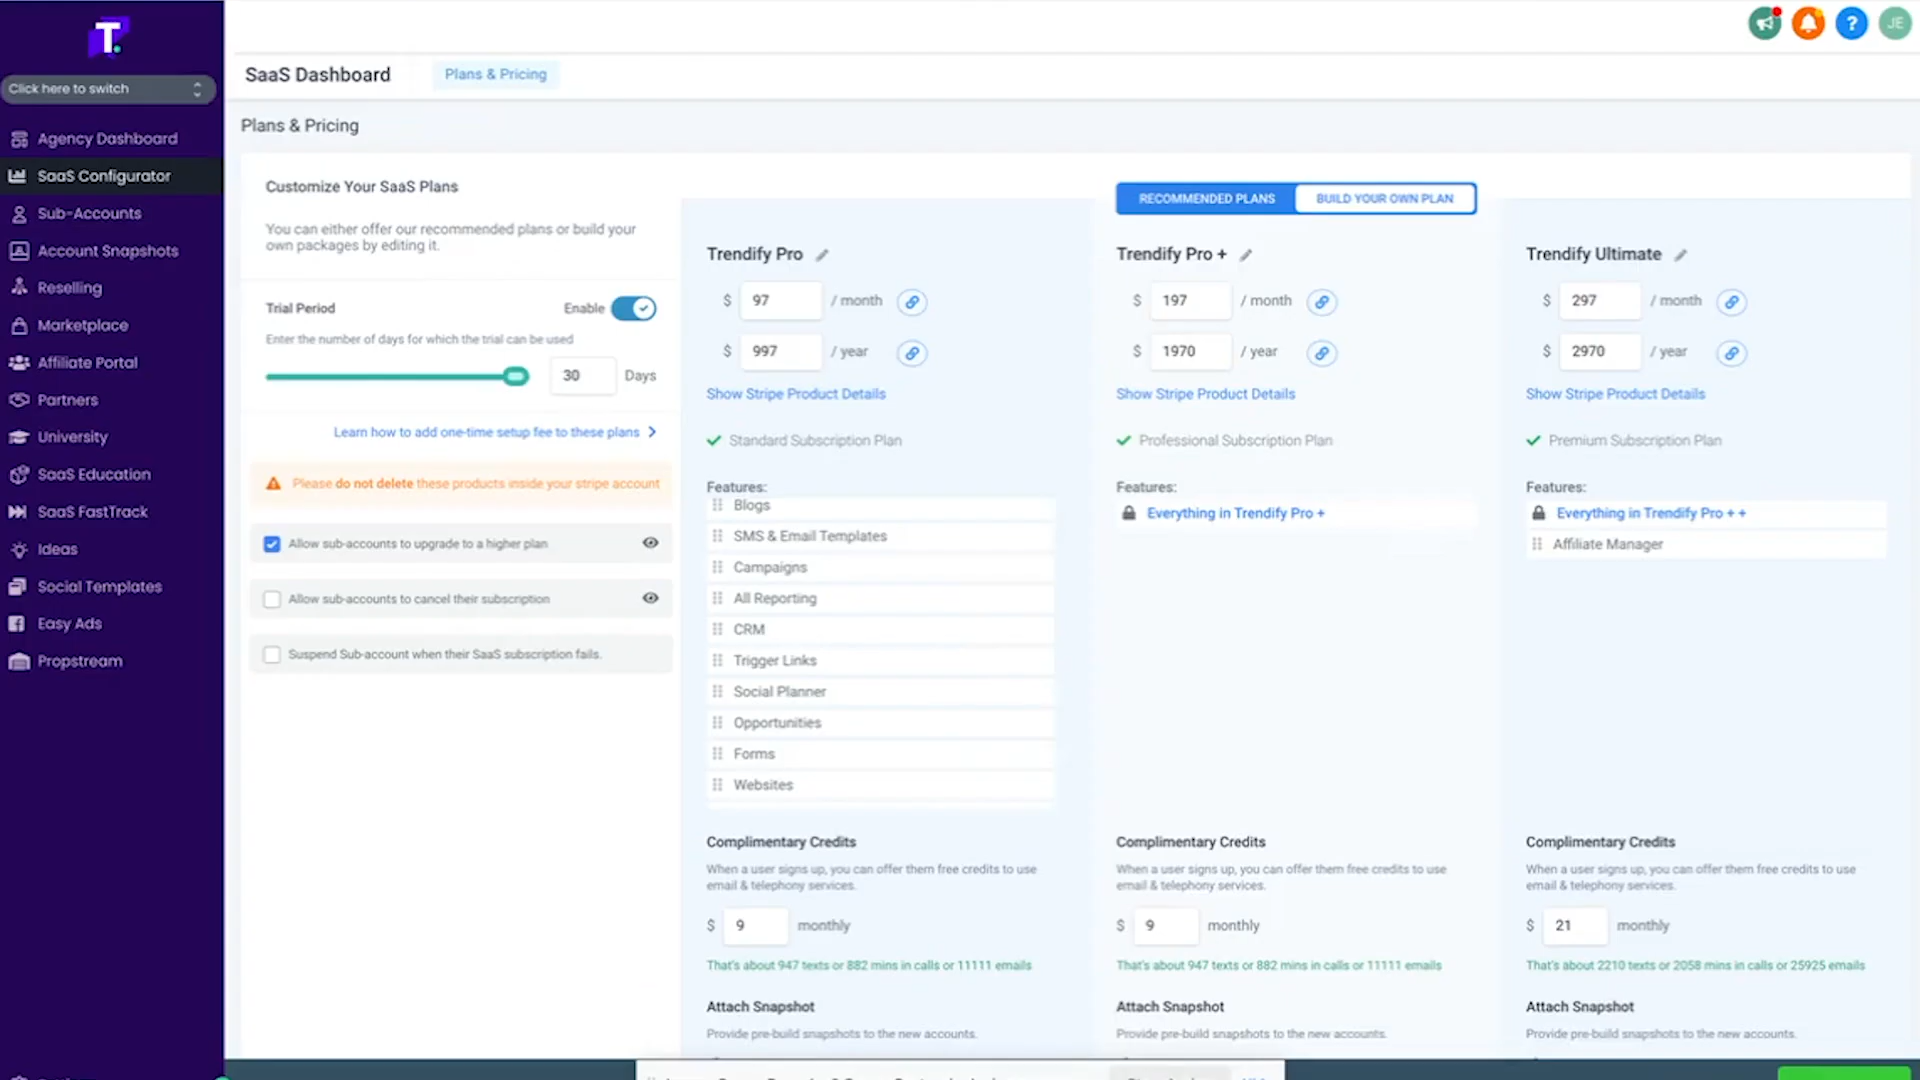 T.
JE
Click here to switch
SaaS Dashboard
Plans & Pricing
Agency Dashboard
SaaS Configurator
Sub-Accounts
Account Snapshots
Reselling
Marketplace
Affiliate Portal
Partners
University
SaaS Education
SaaS FastTrack
Ideas
Social Templates
Easy Ads
Propstream
Plans & Pricing
Customize Your SaaS Plans
You can either offer our recommended plans or build your
own packages by editing it.
Trial Period
Enable
Enter the number of days for which the trial can be used
30
Days
Learn how to add one-time setup fee to these plans
Please do not delete these products inside your stripe account
Allow sub-accounts to upgrade to a higher plan
Allow sub-accounts to cancel their subscription
Suspend Sub-account when their SaaS subscription fails.
RECOMMENDED PLANS
BUILD YOUR OWN PLAN
Trendify Pro
$ 97 / month
$ 997 / year
Show Stripe Product Details
Standard Subscription Plan
Features:
Blogs
SMS & Email Templates
Campaigns
All Reporting
CRM
Trigger Links
Social Planner
Opportunities
Forms
Websites
Complimentary Credits
When a user signs up, you can offer them free credits to use
email & telephony services.
$ 9 monthly
That's about 947 texts or 882 mins in calls or 11111 emails
Attach Snapshot
Provide pre-build snapshots to the new accounts.
Trendify Pro +
$ 197 / month
$ 1970 / year
Show Stripe Product Details
Professional Subscription Plan
Features:
Everything in Trendify Pro +
Complimentary Credits
When a user signs up, you can offer them free credits to use
email & telephony services.
$ 9 monthly
That's about 947 texts or 882 mins in calls or 11111 emails
Attach Snapshot
Provide pre-build snapshots to the new accounts.
Trendify Ultimate
$ 297 / month
$ 2970 / year
Show Stripe Product Details
Premium Subscription Plan
Features:
Everything in Trendify Pro + +
Affiliate Manager
Complimentary Credits
When a user signs up, you can offer them free credits to use
email & telephony services.
$ 21 monthly
That's about 2210 texts or 2058 mins in calls or 25925 emails
Attach Snapshot
Provide pre-build snapshots to the new accounts.